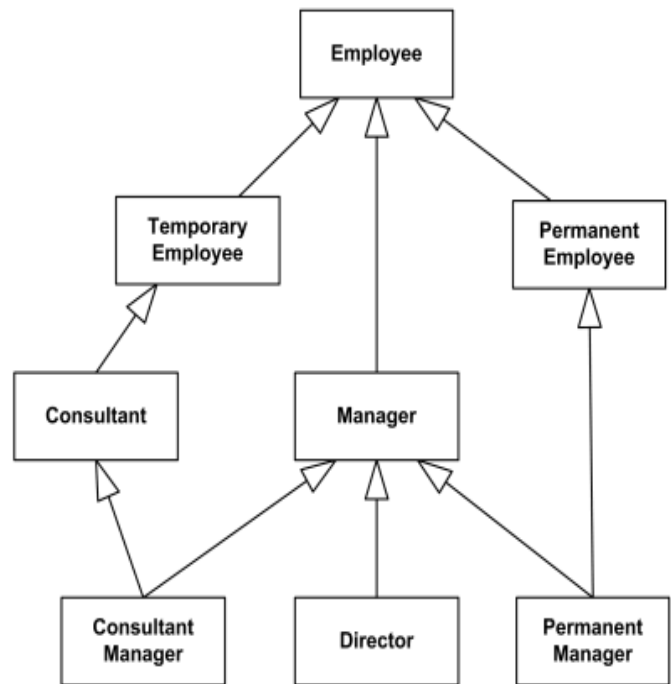 Employee
Temporary
Employee
Permanent
Employee
Consultant
Manager
Consultant
Manager
Director
Permanent
Manager